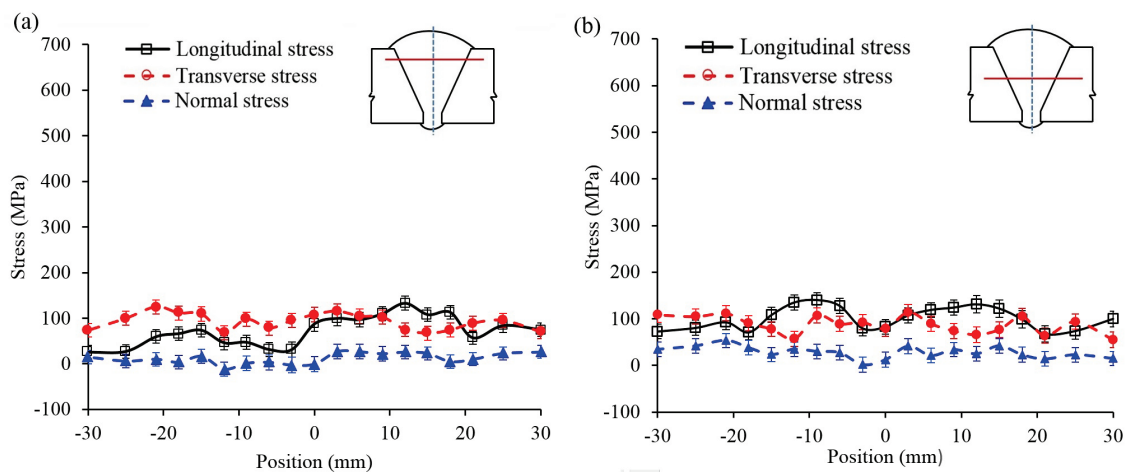 (a)
700
600
500
400
300
200
100
0
-100
Stress (MPa)
Longitudinal stress
Transverse stress
Normal stress
-30
-20
-10
0
10
20
30
Position (mm)
(b)
700
600
500
400
300
200
100
0
-100
Stress (MPa)
Longitudinal stress
Transverse stress
Normal stress
-30
-20
-10
0
10
20
30
Position (mm)